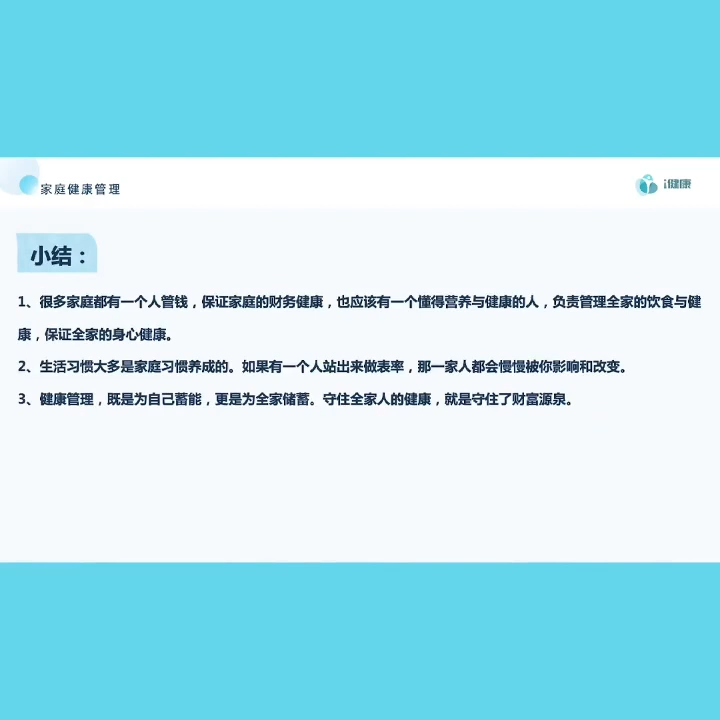 家庭健康管理
i健康
小结：
1、很多家庭都有一个人管钱，保证家庭的财务健康，也应该有一个懂得营养与健康的人，负责管理全家的饮食与健
康，保证全家的身心健康。
2、生活习惯大多是家庭习惯养成的。如果有一个人站出来做表率，那一家人都会慢慢被你影响和改变。
3、健康管理，既是为自己蓄能，更是为全家储蓄。守住全家人的健康，就是守住了财富源泉。